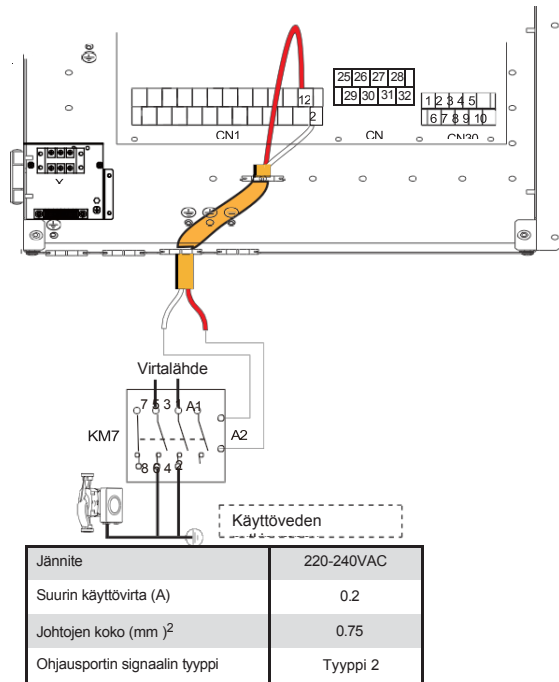 25 26 27 28
29 30 31 32
12
2
1 2 3 4 5
6 7 8 9 10
CN1
CN
CN30
Virtalähde
7 5 3 1 A1
KM7
A2
8 6 4 2
Käyttöveden
Jännite 220-240VAC
Suurin käyttövirta (A) 0.2
Johtojen koko (mm )2 0.75
Ohjausportin signaalin tyyppi Tyyppi 2